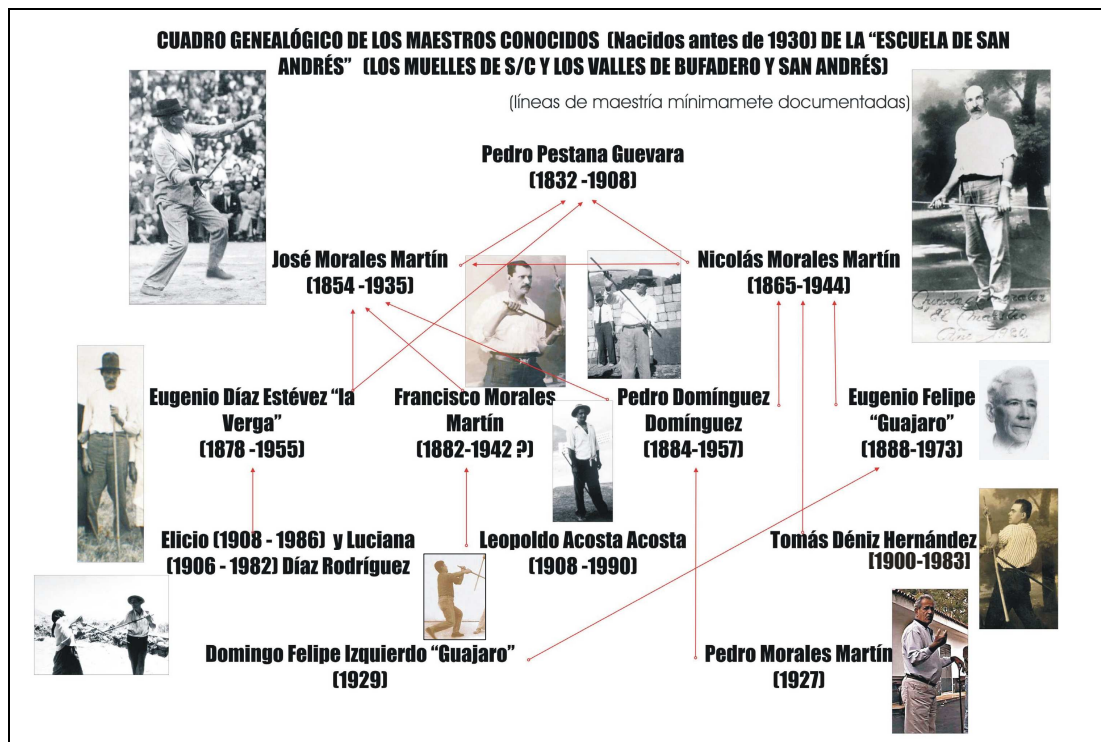 CUADRO GENEALÓGICO DE LOS MAESTROS CONOCIDOS (Nacidos antes de 1930) DE LA “ESCUELA DE SAN
ANDRÉS” (LOS MUELLES DE S/C Y LOS VALLES DE BUFADERO Y SAN ANDRÉS)
(líneas de maestría mínimamete documentadas)
Pedro Pestana Guevara
(1832 -1908)
José Morales Martín
(1854 -1935)
Nicolás Morales Martín
(1865-1944)
Eugenio Díaz Estévez “la
Verga”
(1878 -1955)
Francisco Morales
Martín
(1882-1942 ?)
Pedro Domínguez
Domínguez
(1884-1957)
Eugenio Felipe
“Guajaro”
(1888-1973)
Elicio (1908 - 1986) y Luciana
(1906 - 1982) Díaz Rodríguez
Leopoldo Acosta Acosta
(1908 -1990)
Tomás Déniz Hernández
[1900-1983]
Domingo Felipe Izquierdo “Guajaro”
(1929)
Pedro Morales Martín
(1927)